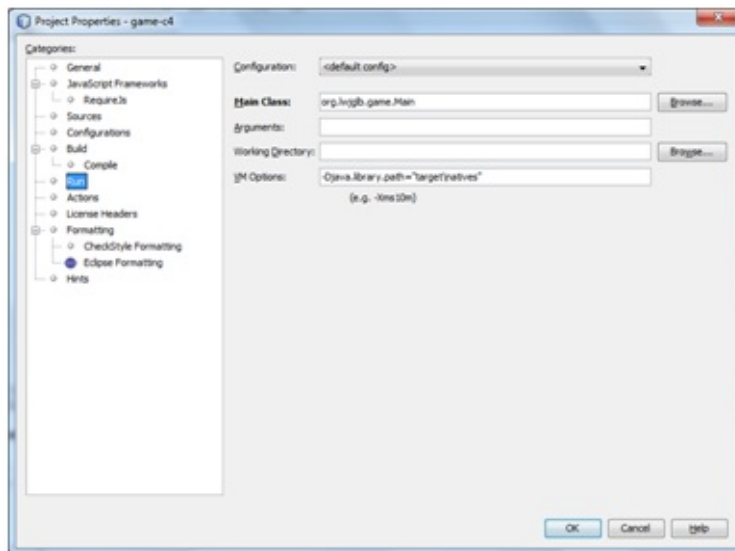 Project Properties - game-c4
Categories:
General
JavaScript Frameworks
RequireJs
Sources
Configurations
Build
Compile
Run
Actions
License Headers
Formatting
CheckStyle Formatting
Eclipse Formatting
Hints
Configuration: <default config>
Main Class: org.lwjglb.game.Main Browse...
Arguments:
Working Directory: Browse...
VM Options: -Djava.library.path="target\natives"
(e.g. -Xms10m)
OK Cancel Help